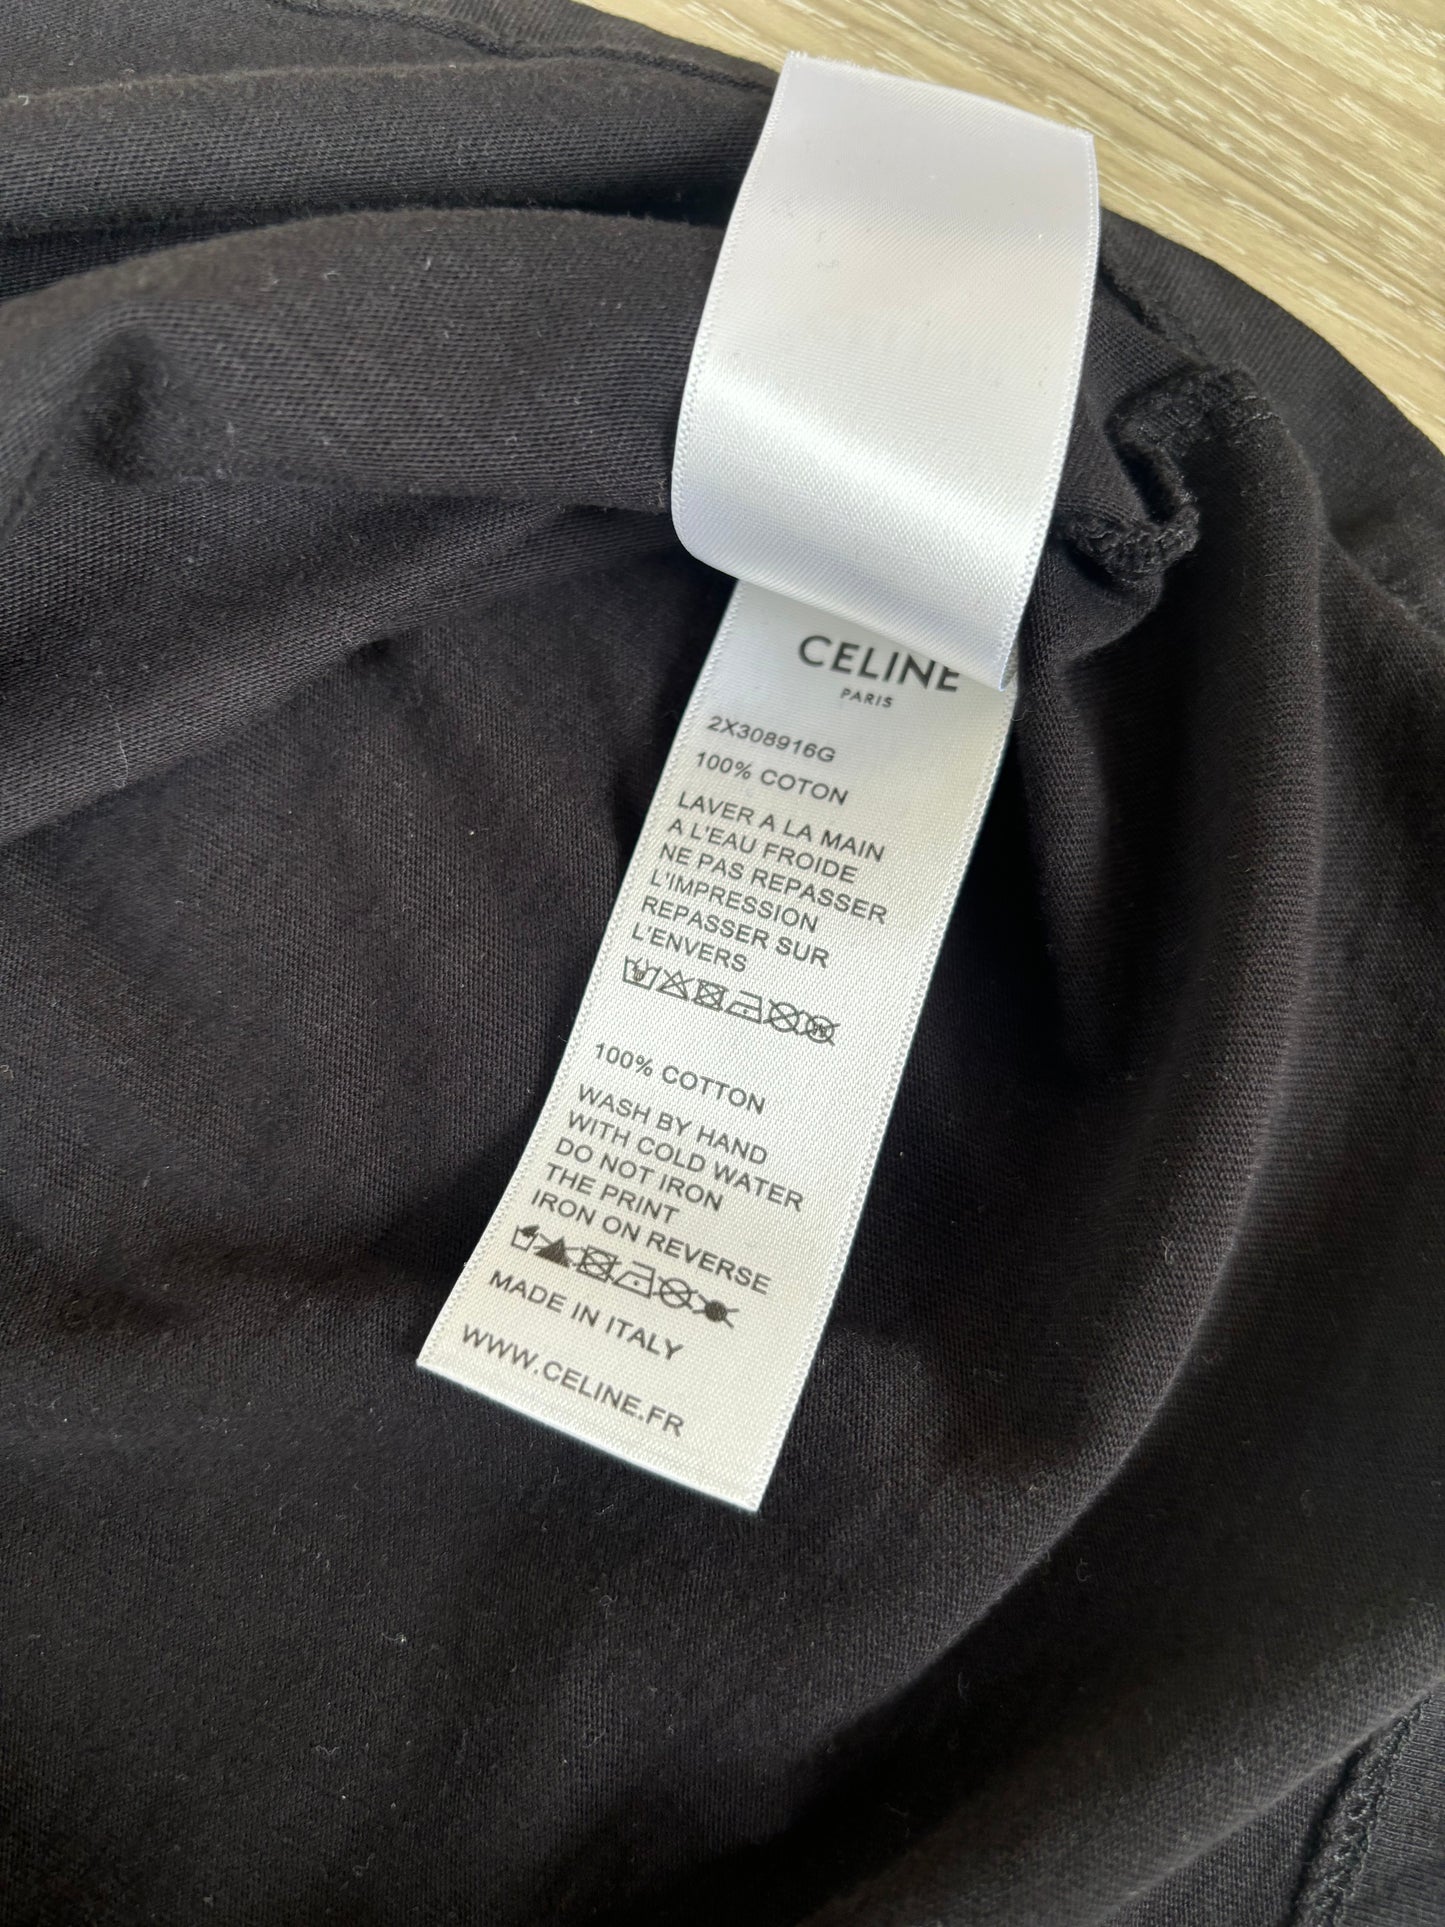 CELINE
PARIS
2X308916G
100% COTON
LAVER A LA MAIN
A L'EAU FROIDE
NE PAS REPASSER
L'IMPRESSION
REPASSER SUR
L'ENVERS
100% COTTON
WASH BY HAND
WITH COLD WATER
DO NOT IRON
THE PRINT
IRON ON REVERSE
MADE IN ITALY
WWW.CELINE.FR